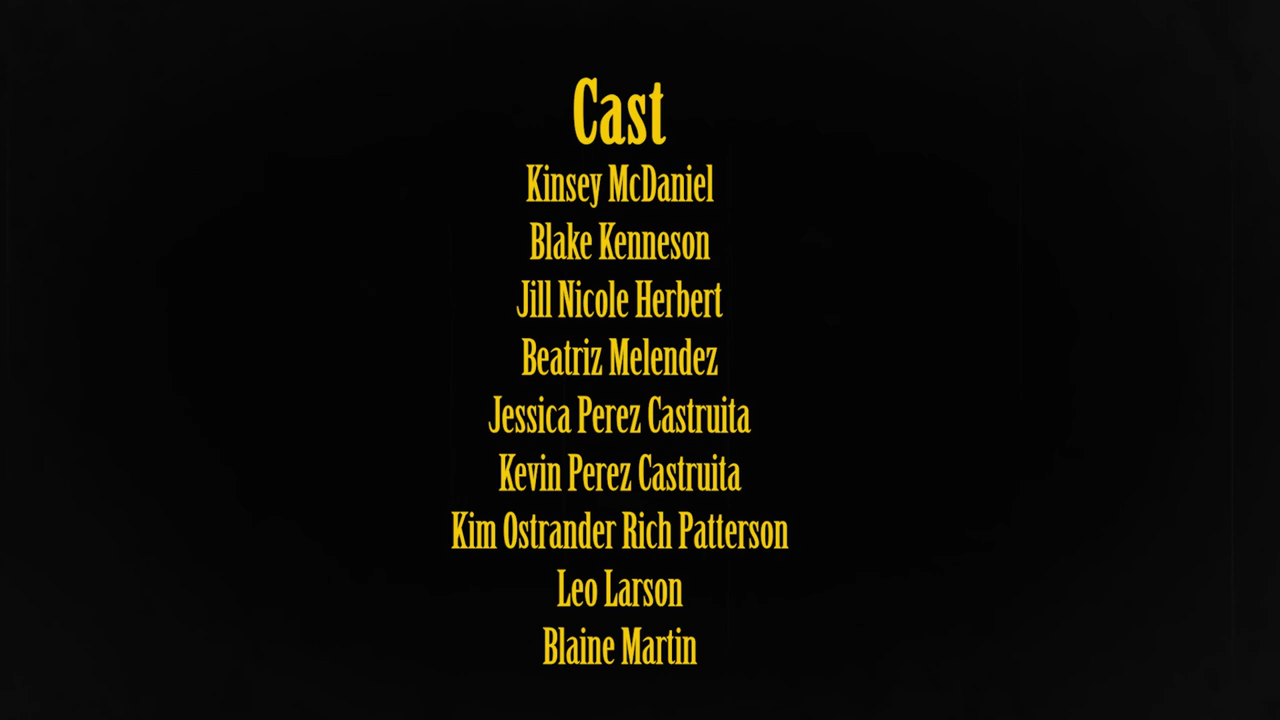 Cast
Kinsey McDaniel
Blake Kenneson
Jill Nicole Herbert
Beatriz Melendez
Jessica Perez Castruita
Kevin Perez Castruita
Kim Ostrander Rich Patterson
Leo Larson
Blaine Martin